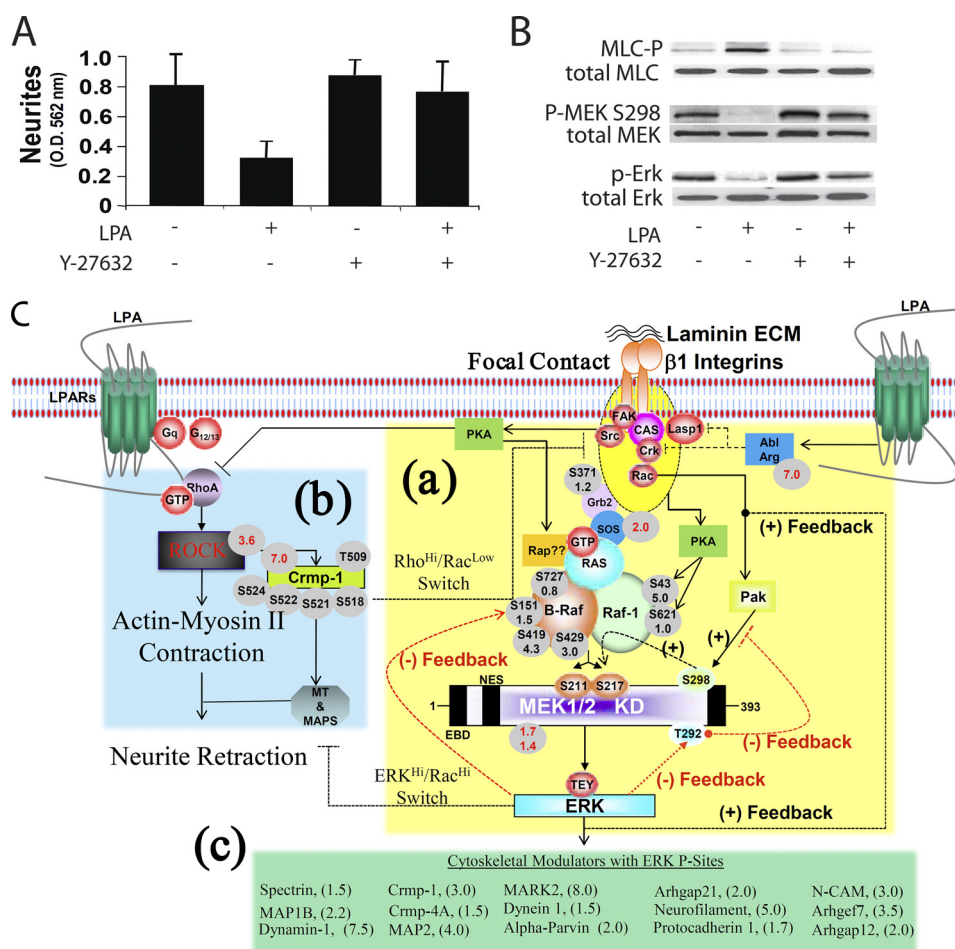 A
Neurites
(O.D. 562 nm)
1.0
0.8
0.6
0.4
0.2
0
LPA - + - +
Y-27632 - - + +
B
MLC-P
total MLC
P-MEK S298
total MEK
p-Erk
total Erk
LPA - + - +
Y-27632 - - + +
C
LPA
LPARs
Gq
G12/13
GTP
RhoA
(b)
ROCK
3.6
7.0
T509
Crmp-1
S524
S522
S521
S518
Actin-Myosin II
Contraction
MT
&
MAPS
Neurite Retraction
Laminin ECM
Focal Contact
β1 Integrins
LPA
FAK
Src
CAS
Lasp1
Crk
Rac
PKA
Abl
Arg
7.0
(a)
S371
1.2
Grb2
SOS
2.0
GTP
RAS
Rap??
PKA
(+) Feedback
RhoHi/RacLow
Switch
S727
0.8
B-Raf
Raf-1
S43
5.0
S621
1.0
S151
1.5
S419
4.3
S429
3.0
Pak
(+)
(+)
(-) Feedback
S211
S217
S298
NES
1
MEK1/2 KD
393
EBD
1.7
1.4
T292
(-) Feedback
(-) Feedback
ERKHi/RacHi
Switch
TEY
ERK
(+) Feedback
(c)
Cytoskeletal Modulators with ERK P-Sites
Spectrin, (1.5) Crmp-1, (3.0) MARK2, (8.0) Arhgap21, (2.0) N-CAM, (3.0)
MAP1B, (2.2) Crmp-4A, (1.5) Dynein 1, (1.5) Neurofilament, (5.0) Arhgef7, (3.5)
Dynamin-1, (7.5) MAP2, (4.0) Alpha-Parvin (2.0) Protocadherin 1, (1.7) Arhgap12, (2.0)